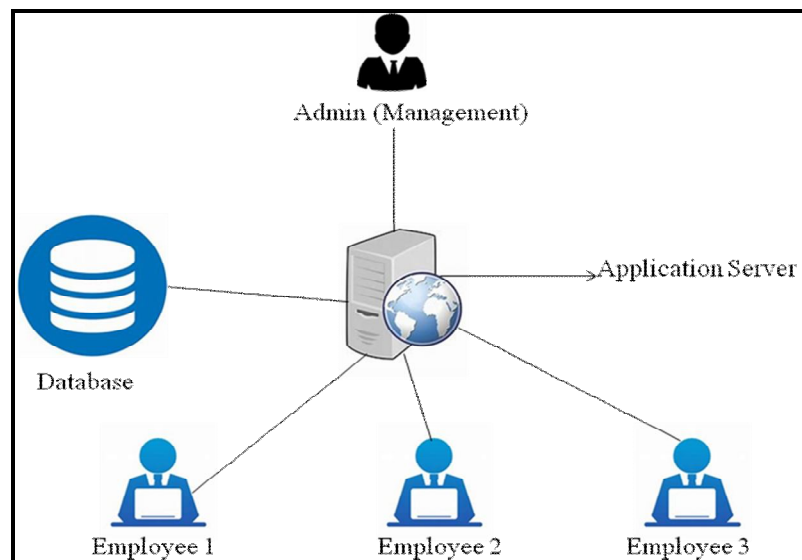 Admin (Management)
Application Server
Database
Employee 1
Employee 2
Employee 3